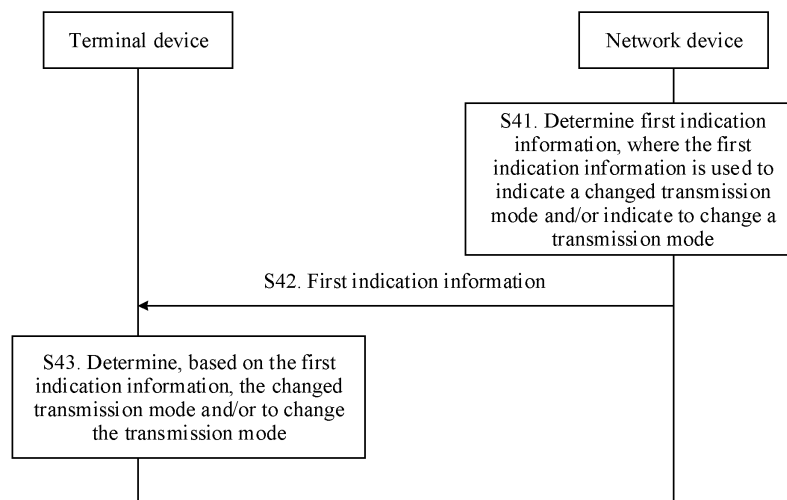 Terminal device
Network device
S41. Determine first indication
information, where the first
indication information is used to
indicate a changed transmission
mode and/or indicate to change a
transmission mode
S42. First indication information
S43. Determine, based on the first
indication information, the changed
transmission mode and/or to change
the transmission mode